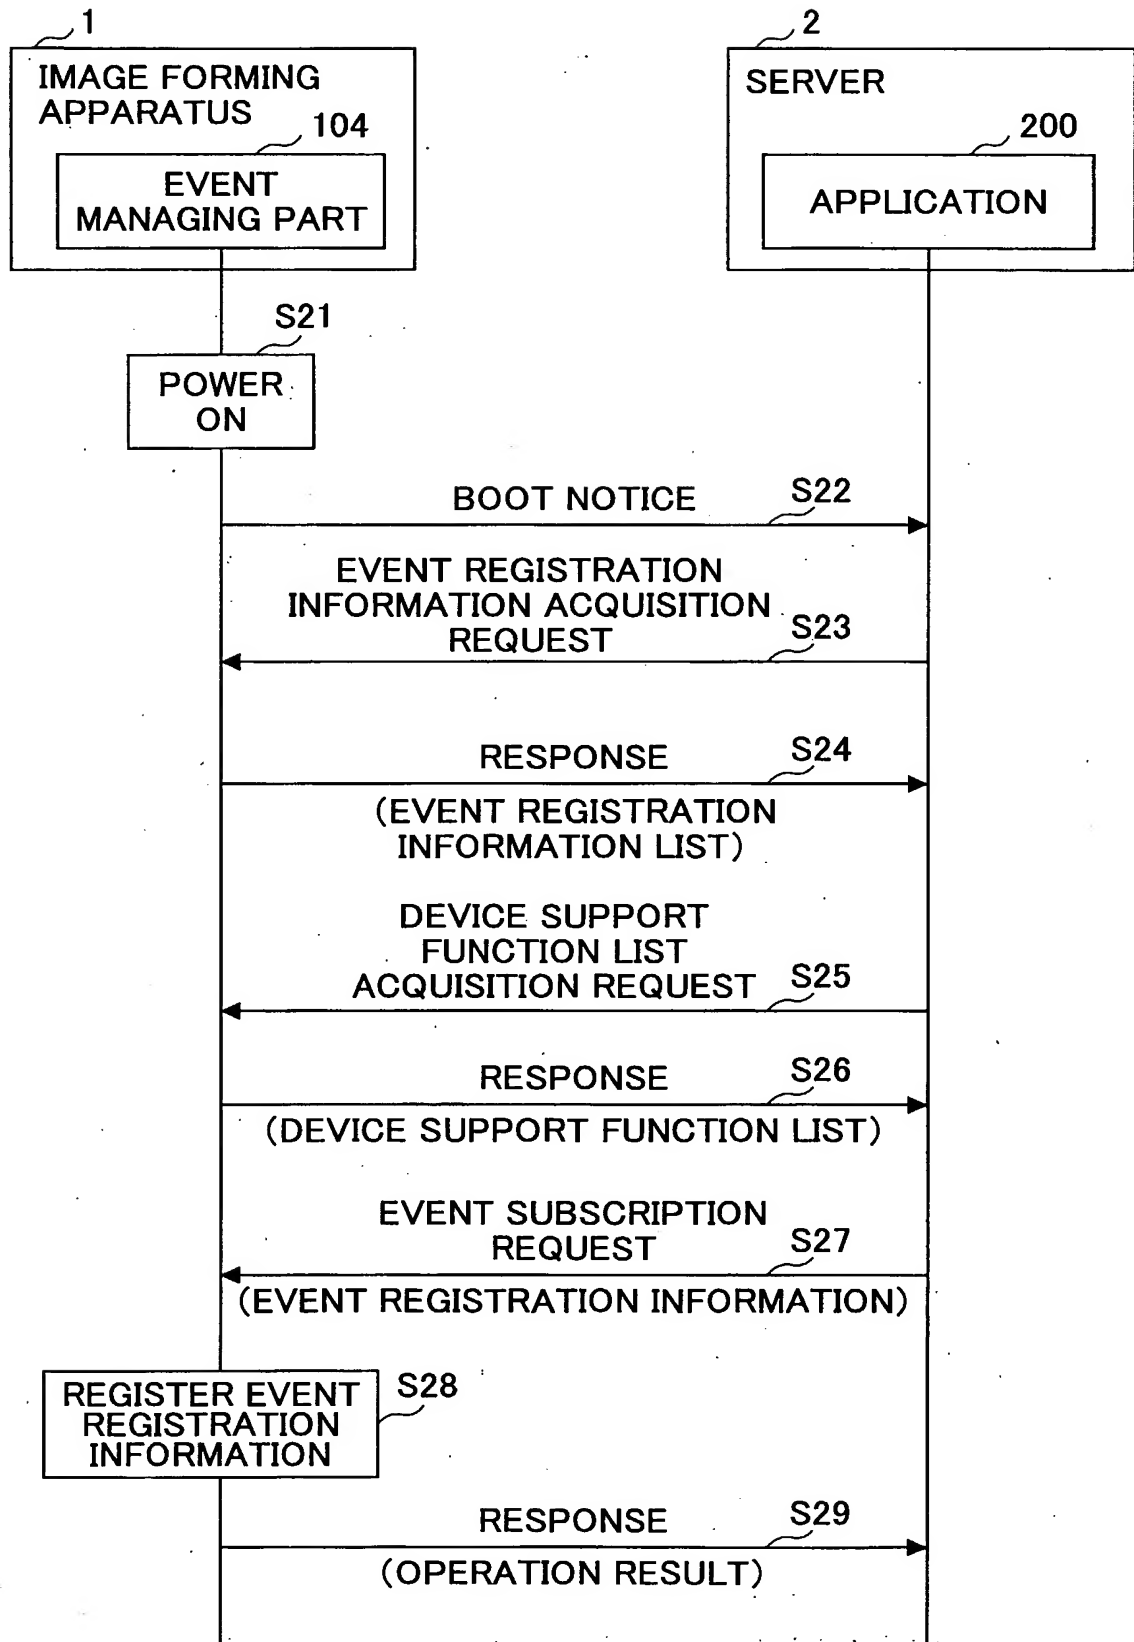 1
IMAGE FORMING
APPARATUS
104
EVENT
MANAGING PART
2
SERVER
200
APPLICATION
S21
POWER
ON
BOOT NOTICE
S22
EVENT REGISTRATION
INFORMATION ACQUISITION
REQUEST
S23
RESPONSE
S24
(EVENT REGISTRATION
INFORMATION LIST)
DEVICE SUPPORT
FUNCTION LIST
ACQUISITION REQUEST
S25
RESPONSE
S26
(DEVICE SUPPORT FUNCTION LIST)
EVENT SUBSCRIPTION
REQUEST
S27
(EVENT REGISTRATION INFORMATION)
REGISTER EVENT
REGISTRATION
INFORMATION
S28
RESPONSE
S29
(OPERATION RESULT)